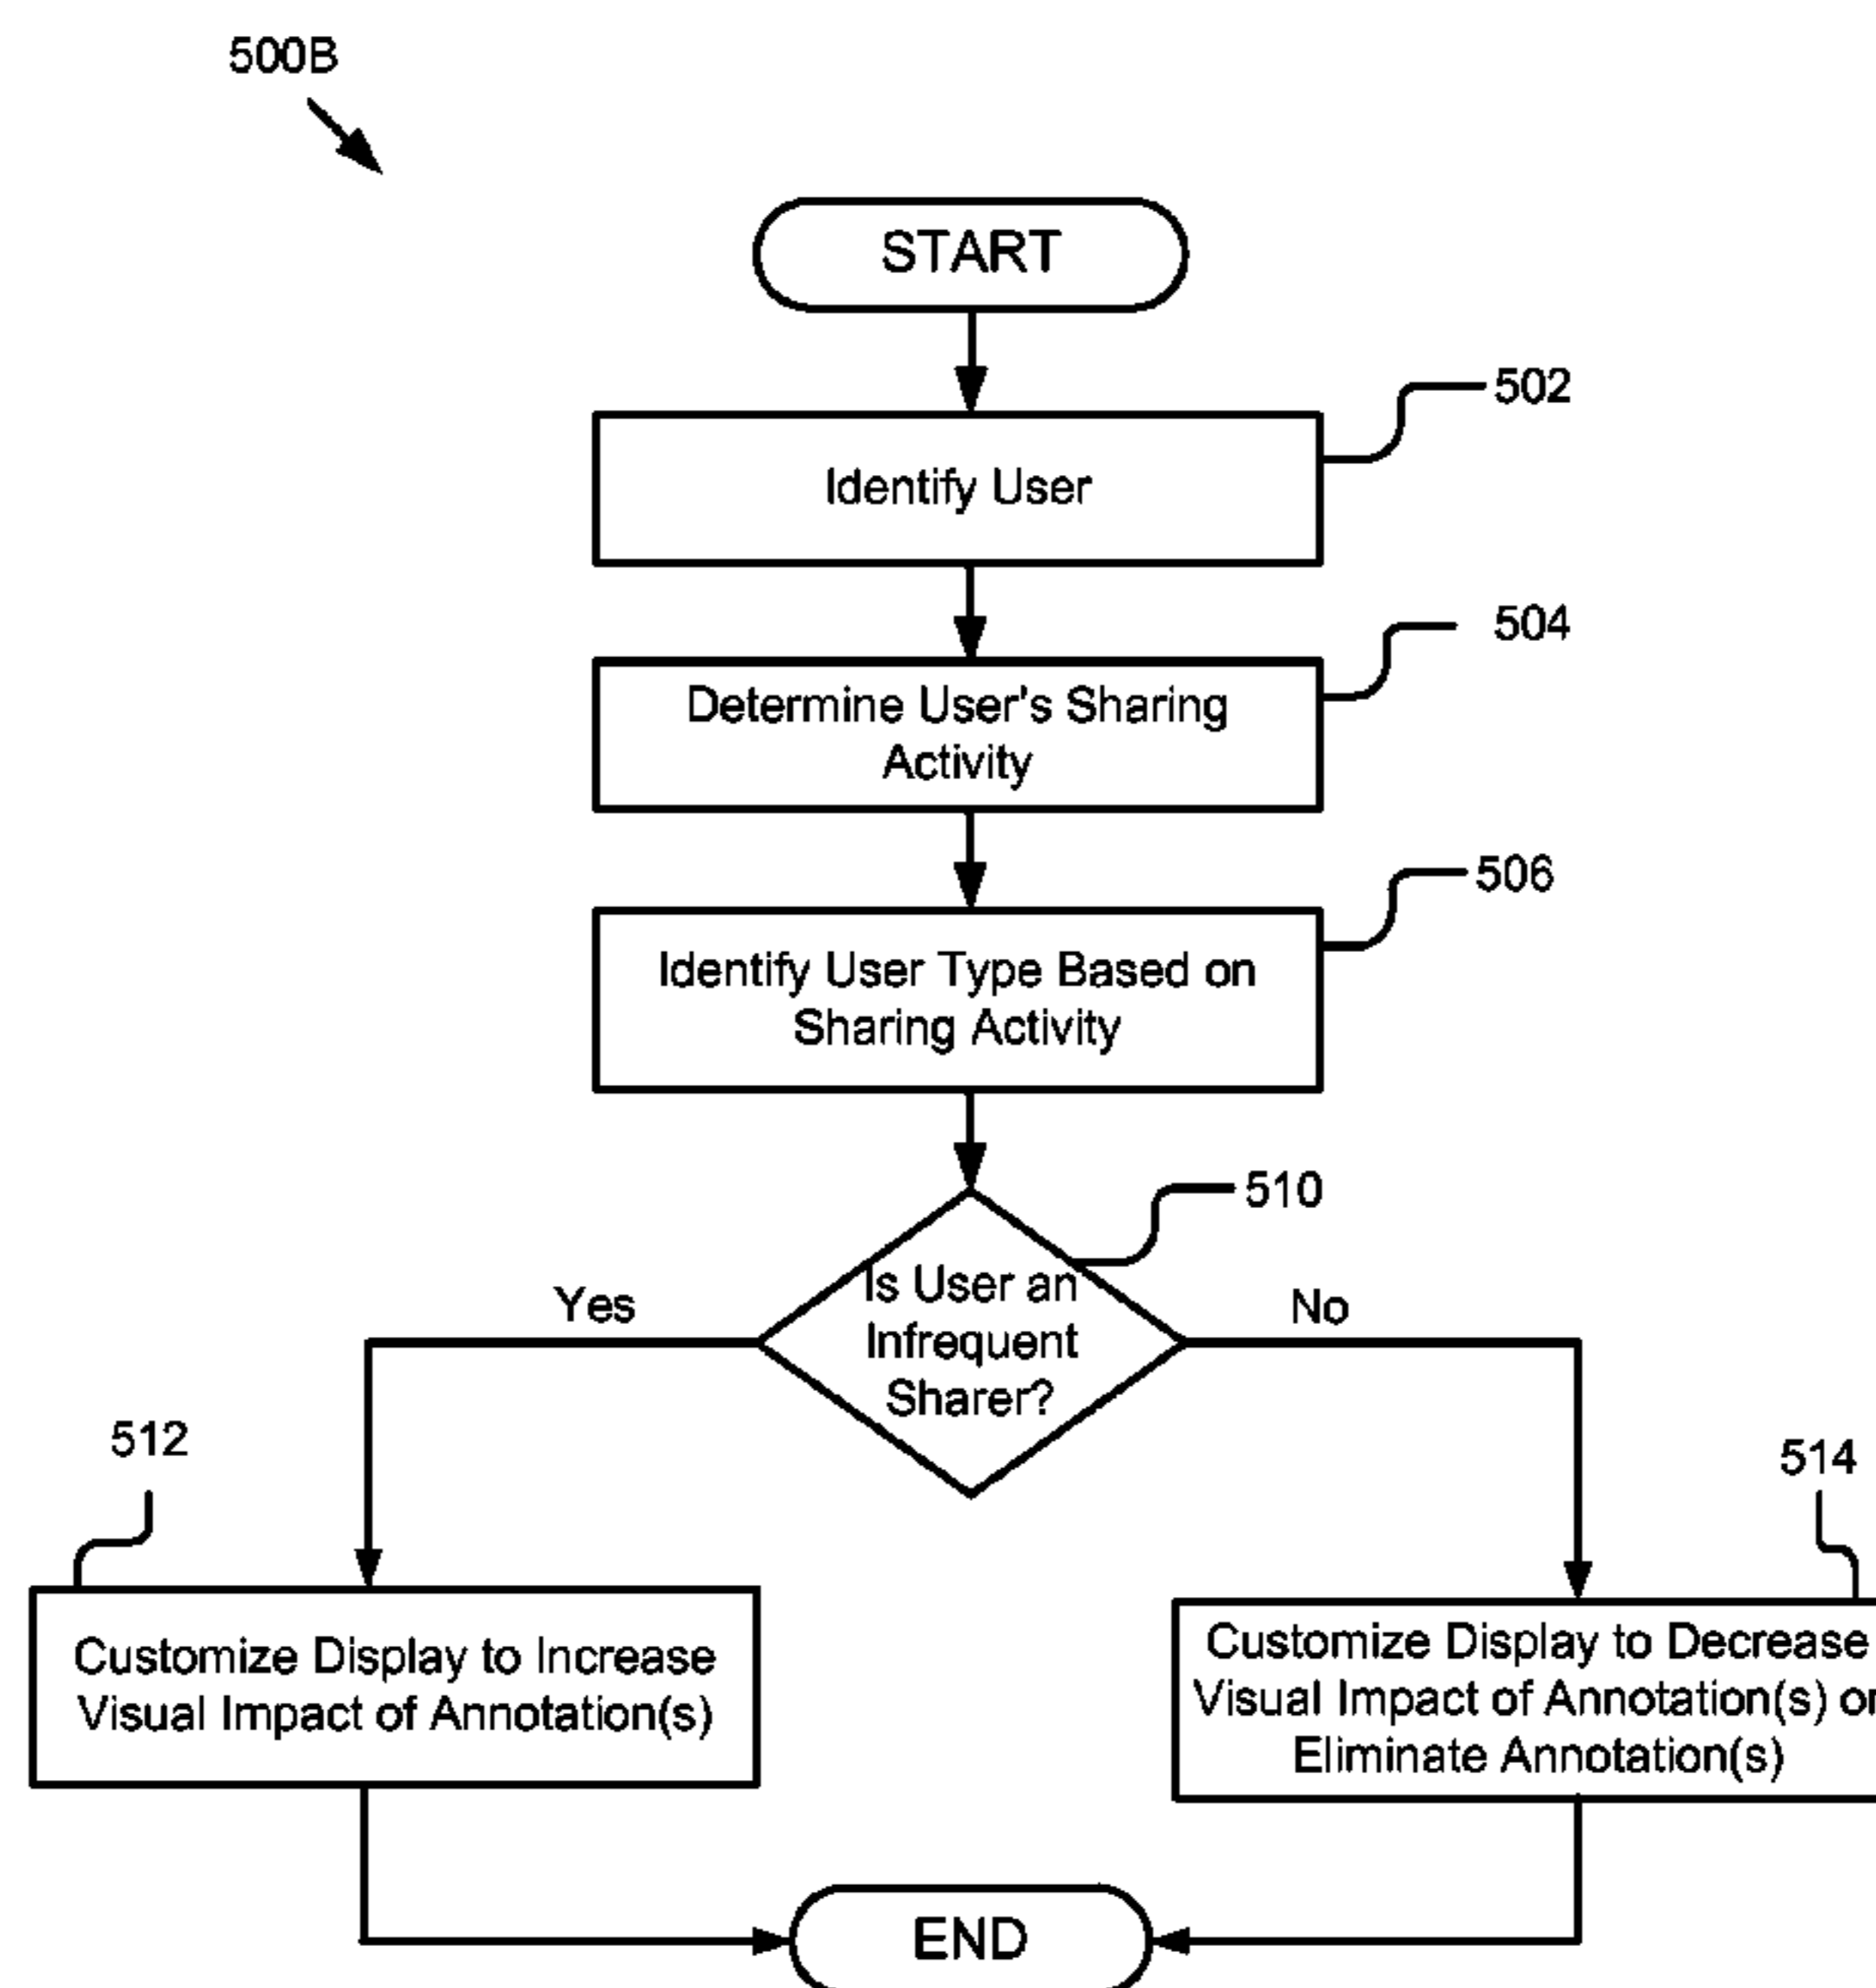 500B
START
502
Identify User
504
Determine User's Sharing
Activity
506
Identify User Type Based on
Sharing Activity
510
Is User an
Infrequent
Sharer?
Yes
No
512
514
Customize Display to Increase
Visual Impact of Annotation(s)
Customize Display to Decrease
Visual Impact of Annotation(s) or
Eliminate Annotation(s)
END